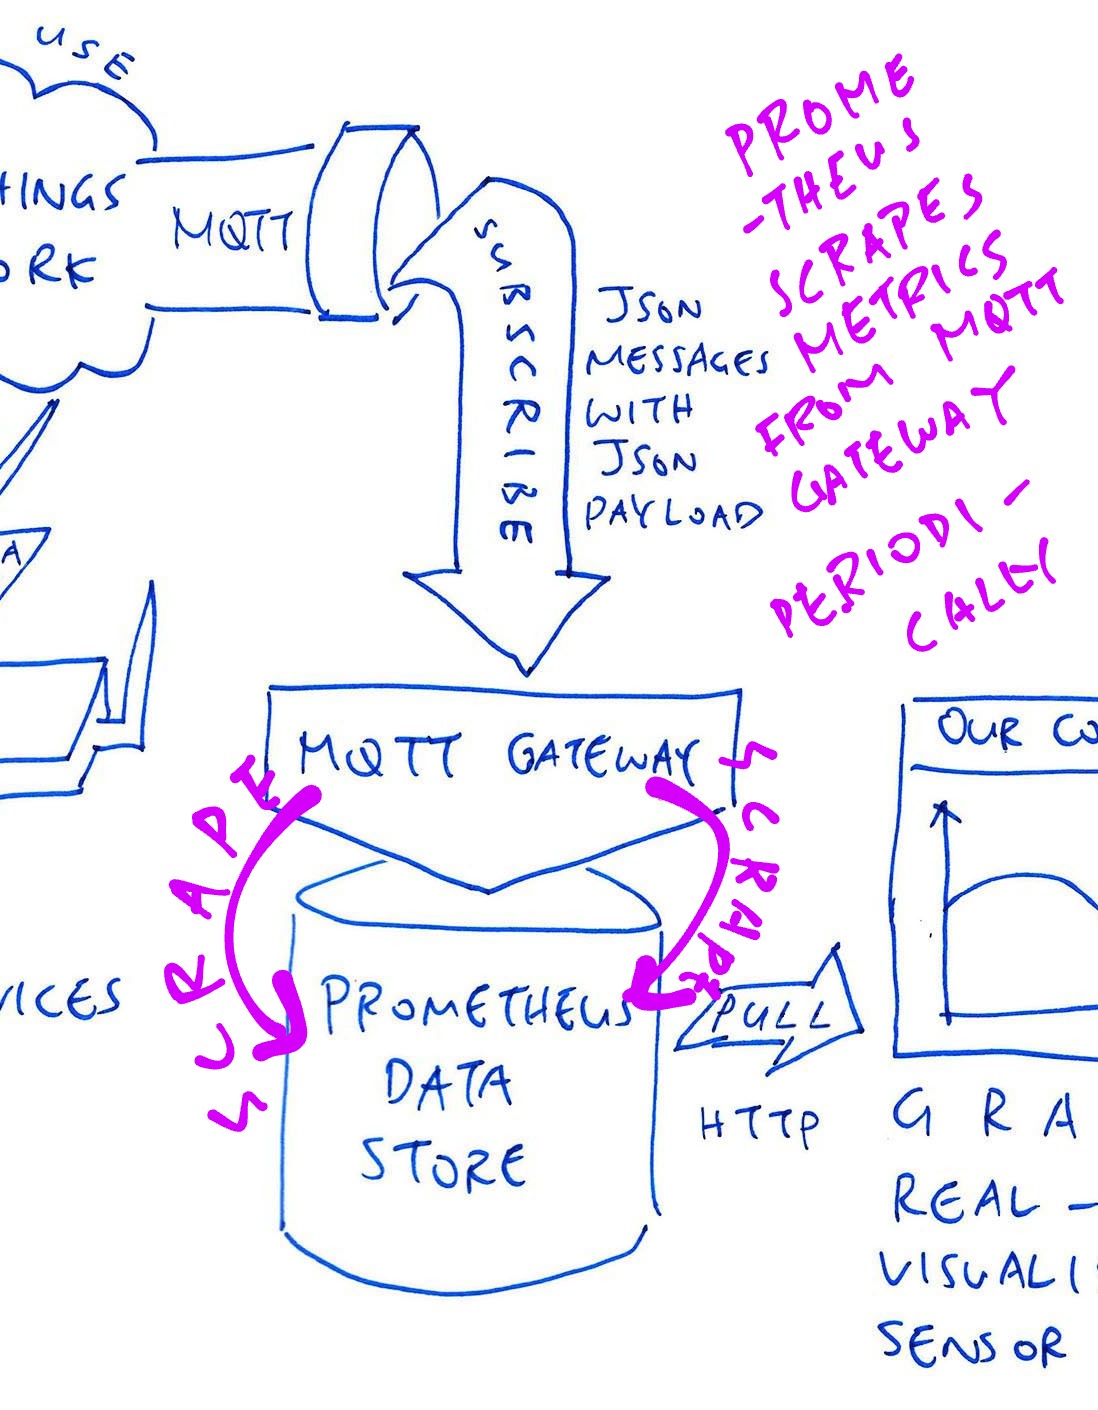 USE
HINGS
ORK
MQTT
SUBSCRIBE
JSON
MESSAGES
WITH
JSON
PAYLOAD
PROME
-THEUS
SCRAPES
METRICS
FROM MQTT
GATEWAY
PERIODI-
CALLY
A
MQTT GATEWAY
SCRAPE
SCRAPE
PROMETHEUS
DATA
STORE
PULL
HTTP
VICES
OUR CO
GRA
REAL-
VISUALI
SENSOR